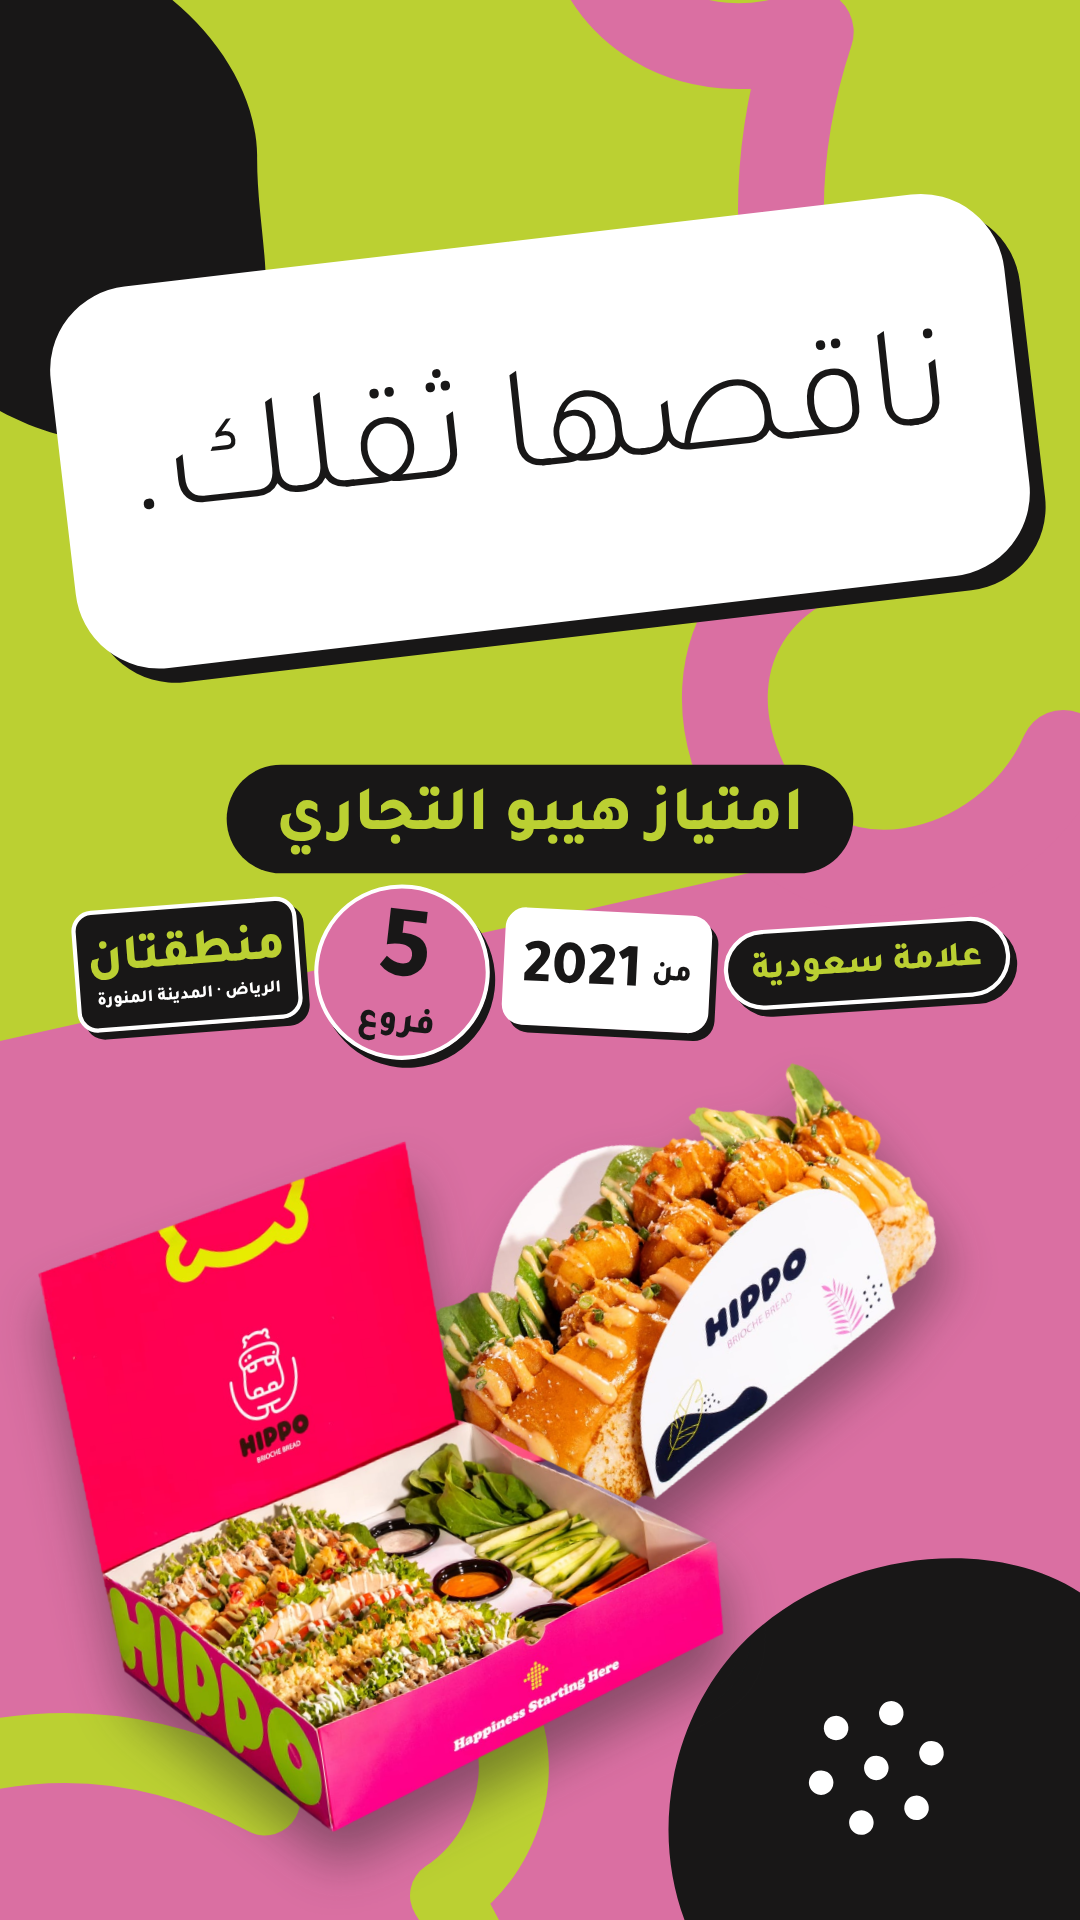 ناقصها ثقلك.
امتياز هيبو التجاري
علامة سعودية
من 2021
5
فروع
منطقتان
الرياض · المدينة المنورة
HIPPO
BRIOCHE BREAD
HIPPO
BRIOCHE BREAD
HIPPO
Happiness Starting Here